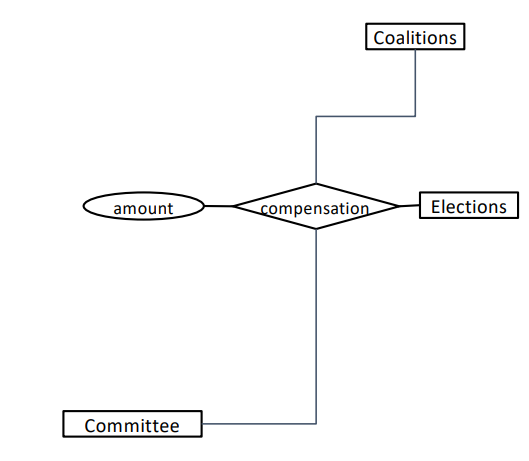 Coalitions
amount
compensation
Elections
Committee